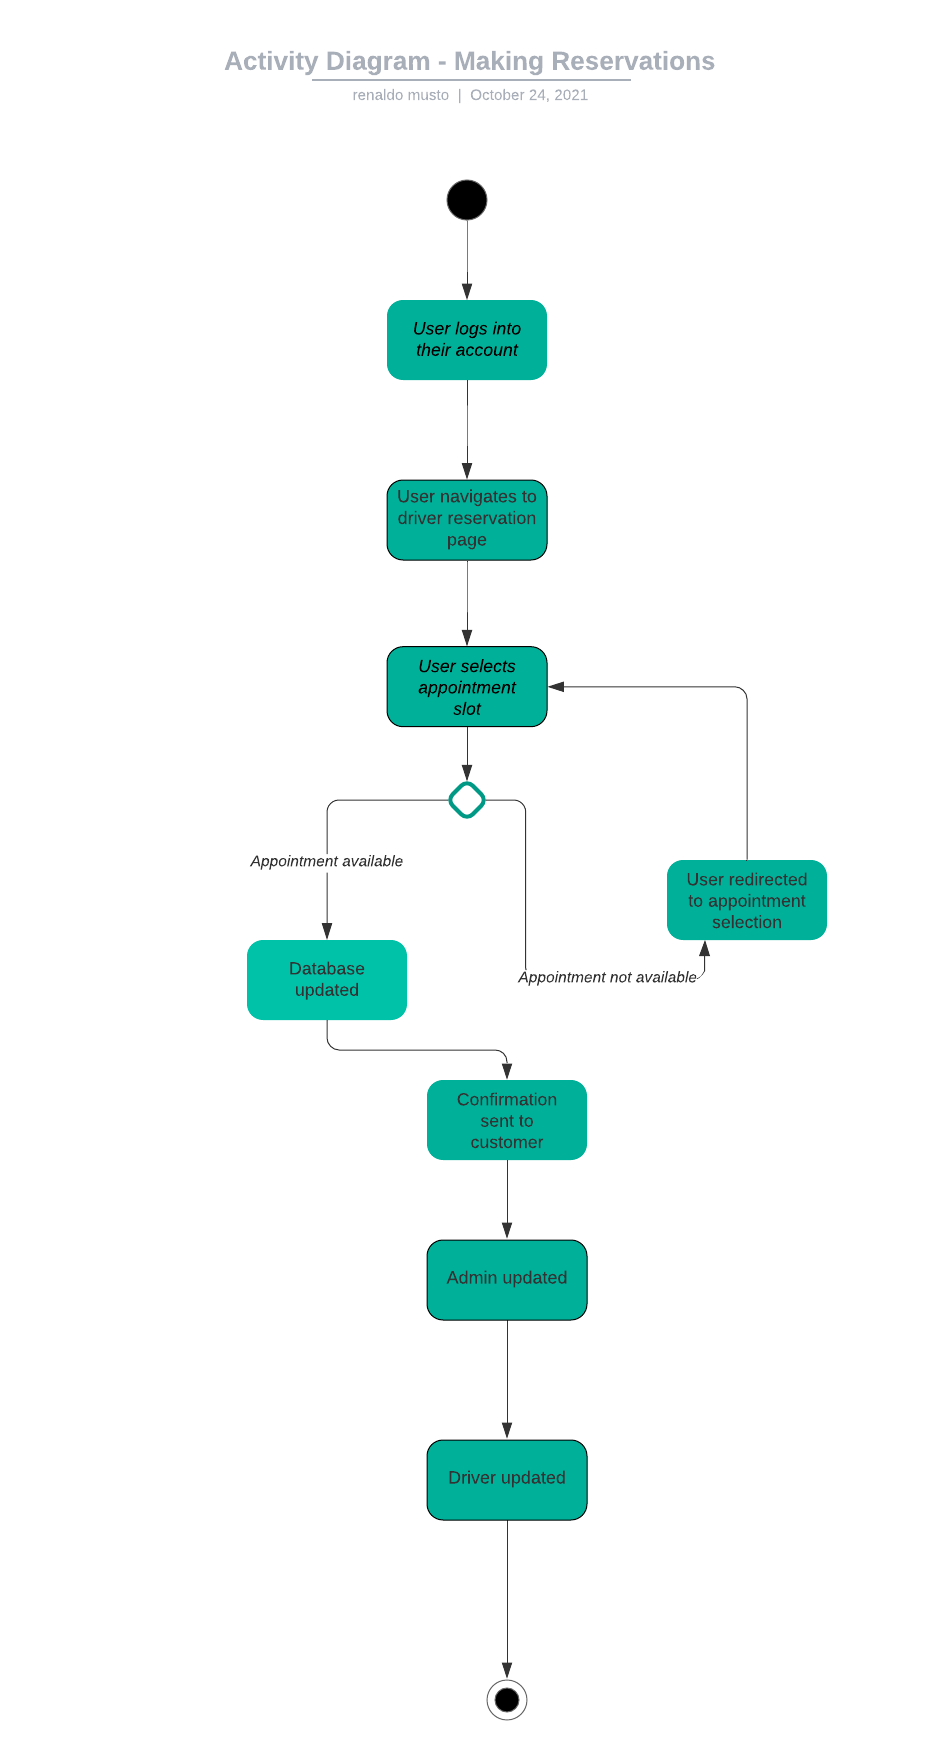 Activity Diagram - Making Reservations
renaldo musto | October 24, 2021
User logs into
their account
User navigates to
driver reservation
page
User selects
appointment
slot
Appointment available
User redirected
to appointment
selection
Appointment not available
Database
updated
Confirmation
sent to
customer
Admin updated
Driver updated